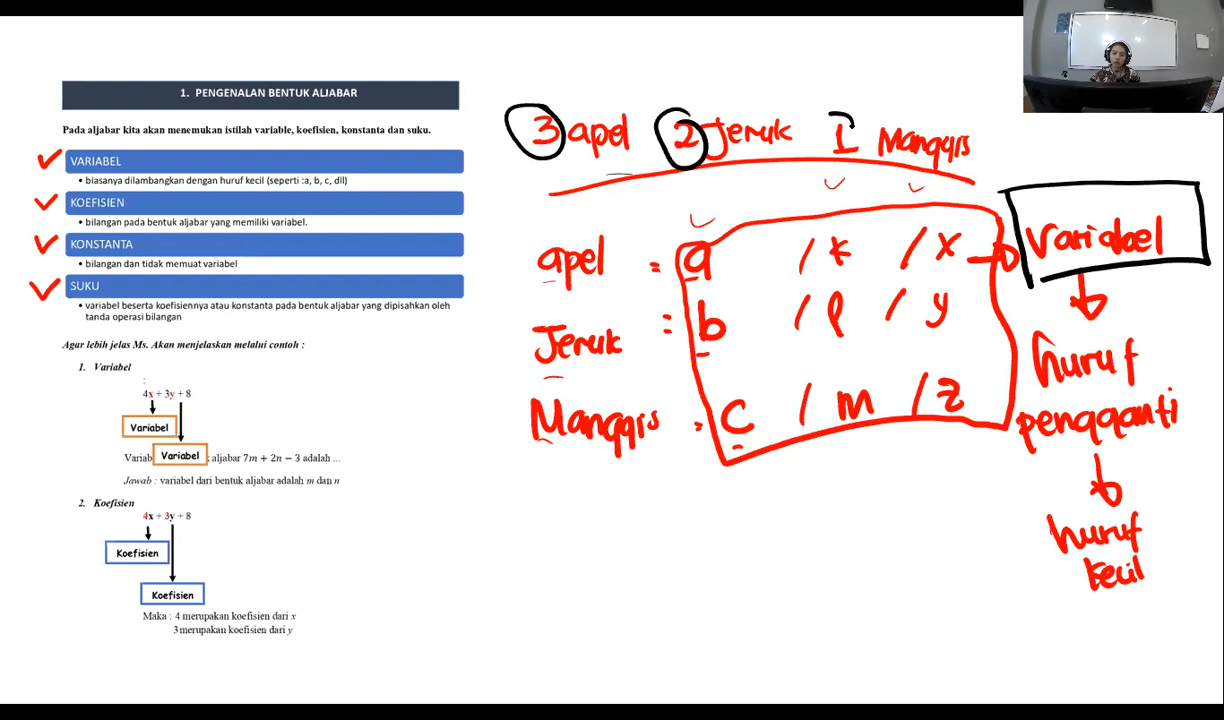 1. PENGENALAN BENTUK ALJABAR
Pada aljabar kita akan menemukan istilah variable, koefisien, konstanta dan suku.
VARIABEL
• biasanya dilambangkan dengan huruf kecil (seperti :a, b, c, dll)
KOEFISIEN
• bilangan pada bentuk aljabar yang memiliki variabel.
KONSTANTA
• bilangan dan tidak memuat variabel
SUKU
• variabel beserta koefisiennya atau konstanta pada bentuk aljabar yang dipisahkan oleh
tanda operasi bilangan
Agar lebih jelas Ms. Akan menjelaskan melalui contoh :
1. Variabel
:
4x + 3y + 8
Variabel
Variabel
Variab k aljabar 7m + 2n − 3 adalah ...
Jawab : variabel dari bentuk aljabar adalah m dan n
2. Koefisien
4x + 3y + 8
Koefisien
Koefisien
Maka : 4 merupakan koefisien dari x
3 merupakan koefisien dari y
3 apel 2 Jeruk 1 Manggis
apel = a / k / x
Jeruk = b / p / y
Manggis = c / m / z
Variabel
huruf
pengganti
huruf
kecil